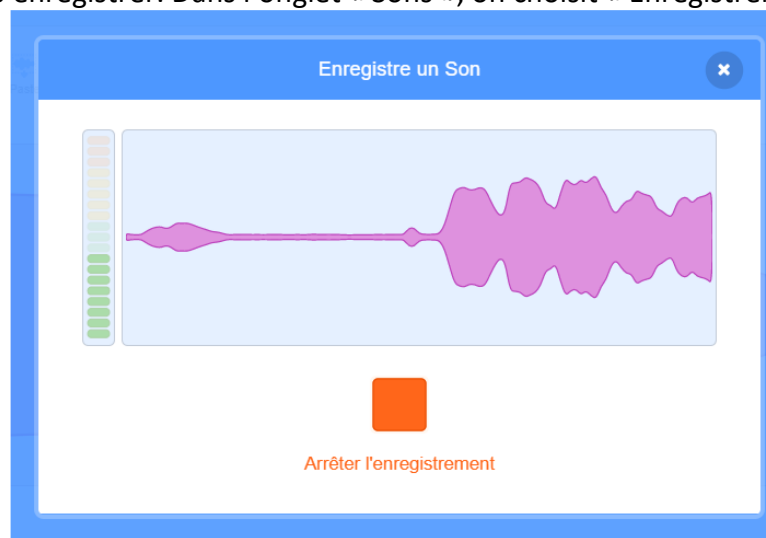 enregistrer. Dans l'onglet « Sons », on choisit « Enregistrer
Enregistre un Son
Arrêter l'enregistrement